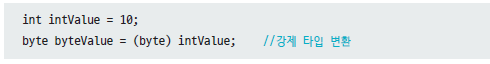 int intValue = 10;
byte byteValue = (byte) intValue;    //강제 타입 변환